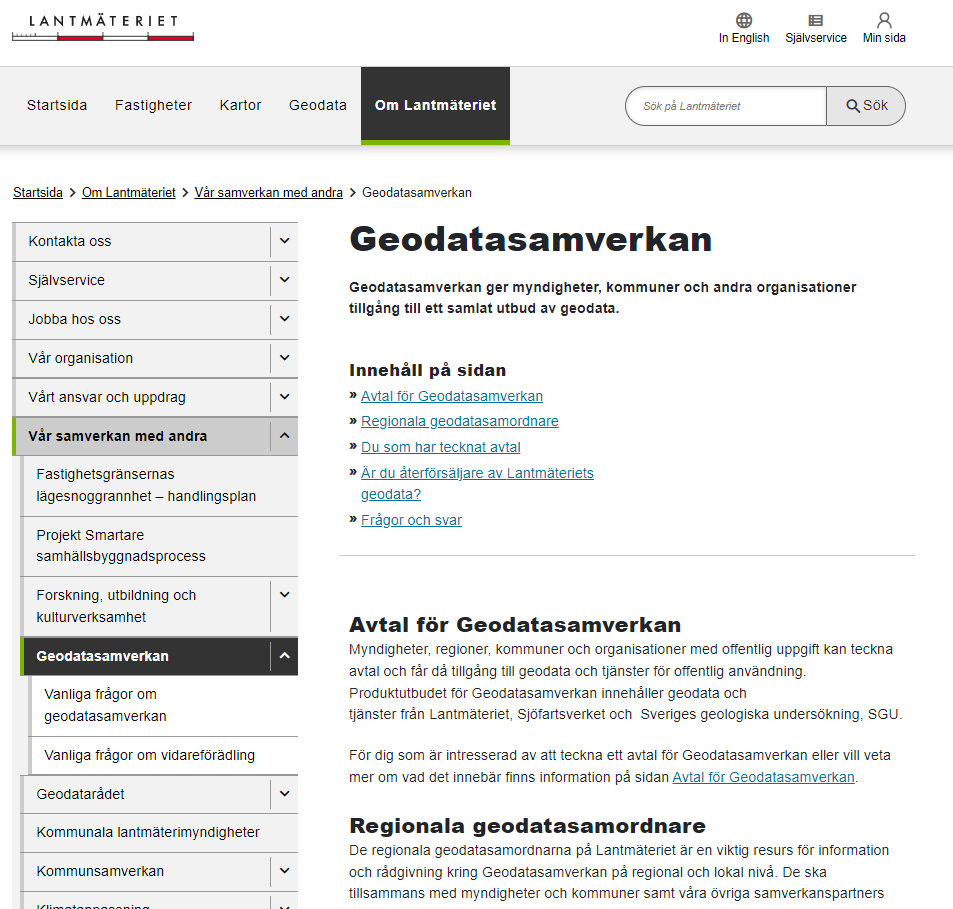 LANTMÄTERIET
In English
Självservice
Min sida
Startsida
Fastigheter
Kartor
Geodata
Om Lantmäteriet
Sök på Lantmäteriet
Sök
Startsida > Om Lantmäteriet > Vår samverkan med andra > Geodatasamverkan
Kontakta oss
Självservice
Jobba hos oss
Vår organisation
Vårt ansvar och uppdrag
Vår samverkan med andra
Fastighetsgränsernas
lägesnoggrannhet – handlingsplan
Projekt Smartare
samhällsbyggnadsprocess
Forskning, utbildning och
kulturverksamhet
Geodatasamverkan
Vanliga frågor om
geodatasamverkan
Vanliga frågor om vidareförädling
Geodatarådet
Kommunala lantmäterimyndigheter
Kommunsamverkan
Klimatanpassning
Geodatasamverkan
Geodatasamverkan ger myndigheter, kommuner och andra organisationer
tillgång till ett samlat utbud av geodata.
Innehåll på sidan
» Avtal för Geodatasamverkan
» Regionala geodatasamordnare
» Du som har tecknat avtal
» Är du återförsäljare av Lantmäteriets
geodata?
» Frågor och svar
Avtal för Geodatasamverkan
Myndigheter, regioner, kommuner och organisationer med offentlig uppgift kan teckna
avtal och får då tillgång till geodata och tjänster för offentlig användning.
Produktutbudet för Geodatasamverkan innehåller geodata och
tjänster från Lantmäteriet, Sjöfartsverket och Sveriges geologiska undersökning, SGU.
För dig som är intresserad av att teckna ett avtal för Geodatasamverkan eller vill veta
mer om vad det innebär finns information på sidan Avtal för Geodatasamverkan.
Regionala geodatasamordnare
De regionala geodatasamordnarna på Lantmäteriet är en viktig resurs för information
och rådgivning kring Geodatasamverkan på regional och lokal nivå. De ska
tillsammans med myndigheter och kommuner samt våra övriga samverkanspartners